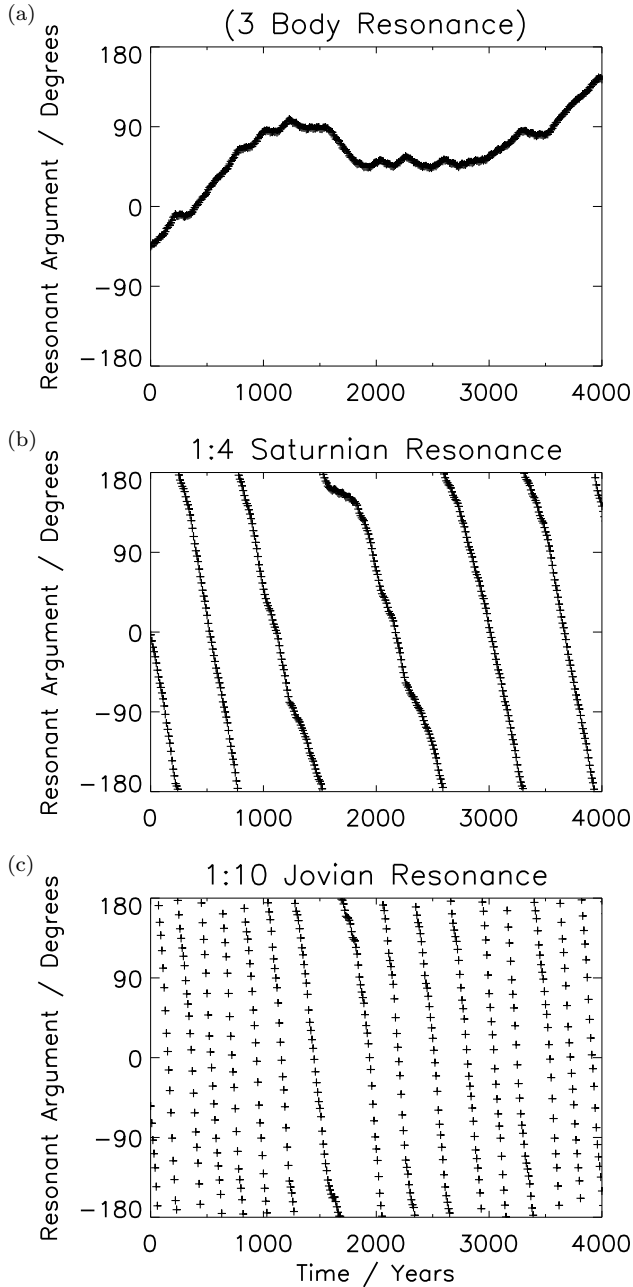 (a)
(3 Body Resonance)
Resonant Argument / Degrees
180
90
0
−90
−180
0 1000 2000 3000 4000
(b)
1:4 Saturnian Resonance
Resonant Argument / Degrees
180
90
0
−90
−180
0 1000 2000 3000 4000
(c)
1:10 Jovian Resonance
Resonant Argument / Degrees
180
90
0
−90
−180
0 1000 2000 3000 4000
Time / Years